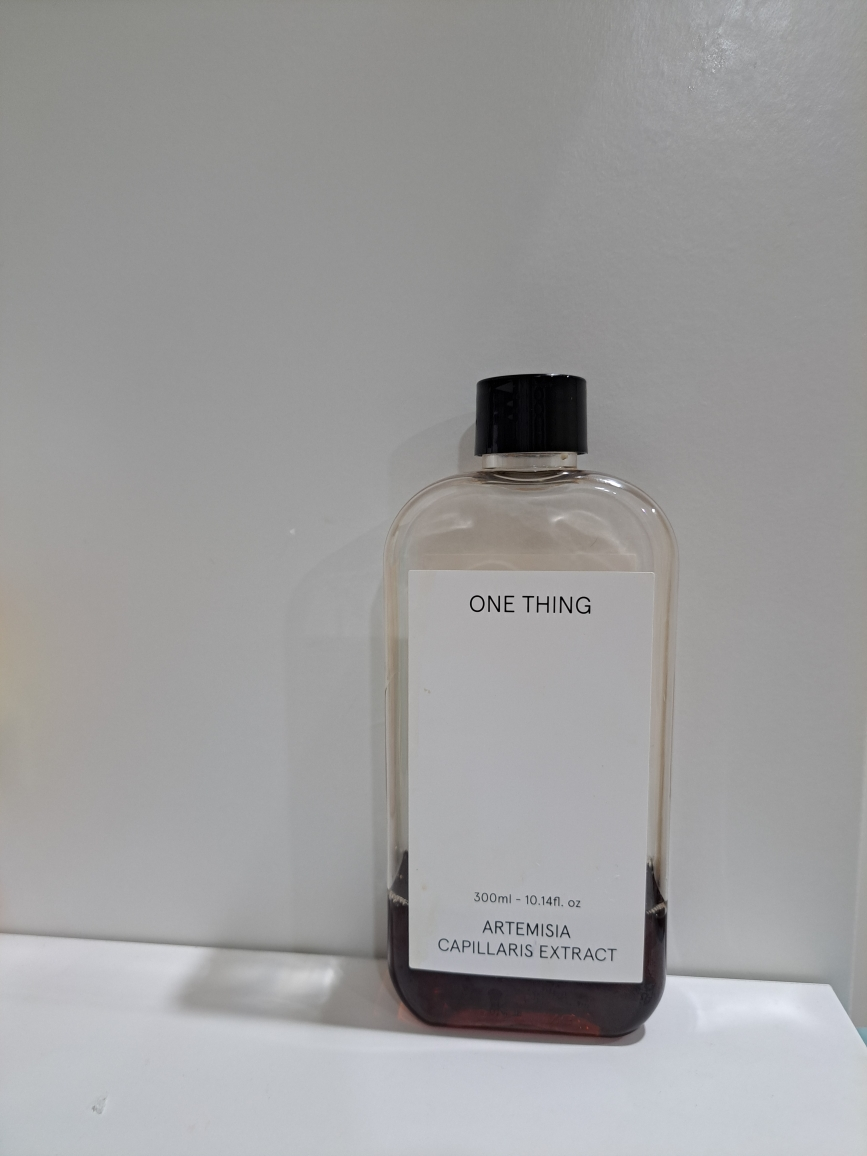 ONE THING
300ml - 10.14fl. oz
ARTEMISIA
CAPILLARIS EXTRACT